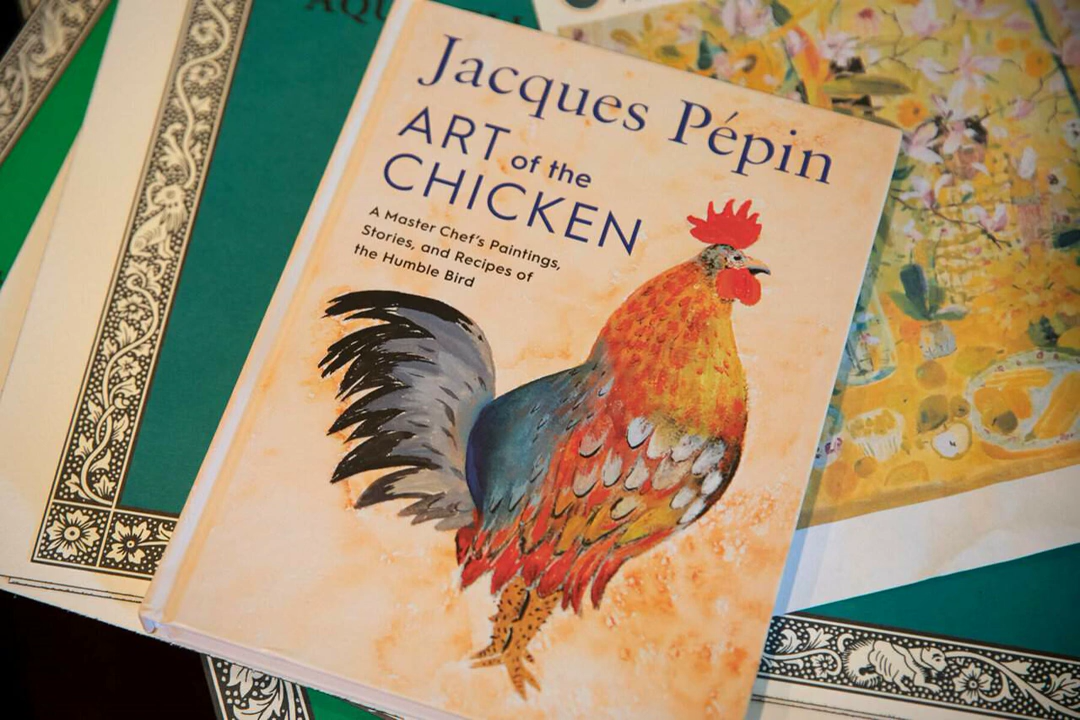 Jacques Pépin
ART of the
CHICKEN
A Master Chef's Paintings,
Stories, and Recipes of
the Humble Bird